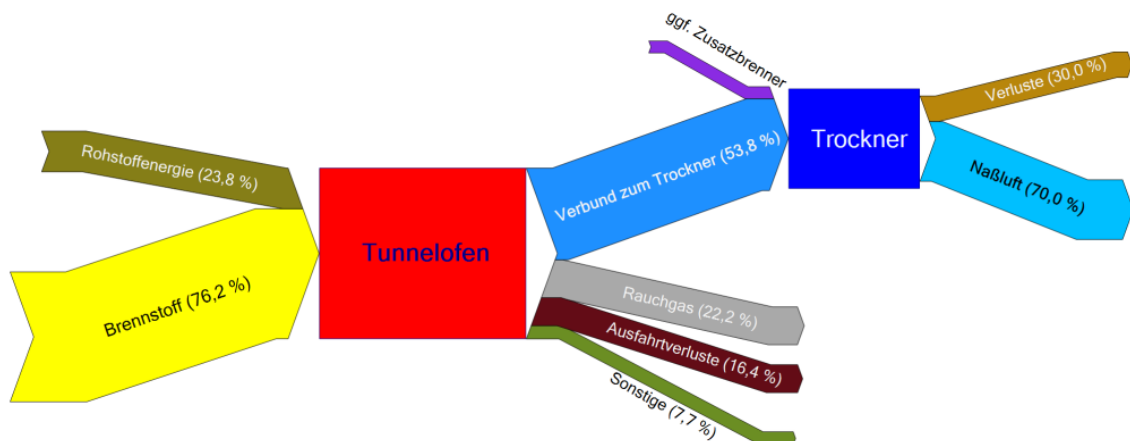 ggf. Zusatzbrenner
Verluste (30,0 %)
Trockner
Rohstoffenergie (23,8 %)
Verbund zum Trockner (53,8 %)
Naßluft (70,0 %)
Tunnelofen
Brennstoff (76,2 %)
Rauchgas (22,2 %)
Ausfahrtverluste (16,4 %)
Sonstige (7,7 %)